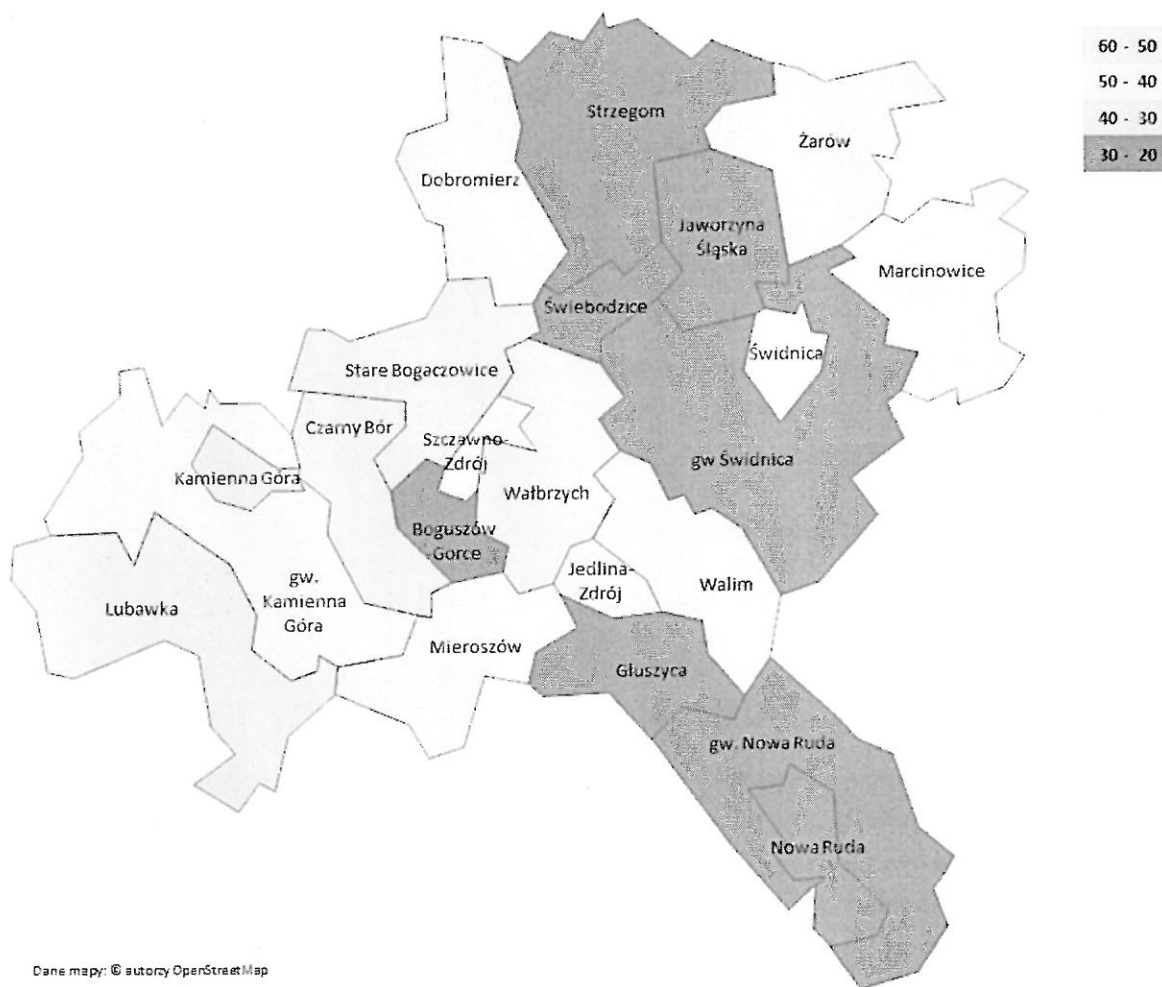 60 - 50
50 - 40
40 - 30
30 - 20
Strzegom
Żarów
Dobromierz
Jaworzyna
Śląska
Marcinowice
Świebodzice
Świdnica
Stare Bogaczowice
Czarny Bór
Szczawno-
Zdrój
gw Świdnica
Kamienna Góra
Wałbrzych
Boguszów
-Gorce
Jedlina-
Zdrój
Walim
gw.
Kamienna
Góra
Lubawka
Mieroszów
Głuszyca
gw. Nowa Ruda
Nowa Ruda
Dane mapy: © autorzy OpenStreetMap